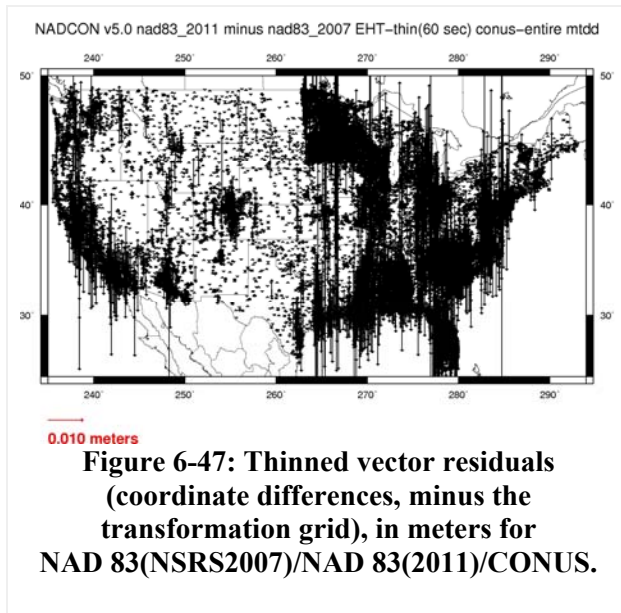 NADCON v5.0 nad83_2011 minus nad83_2007 EHT-thin(60 sec) conus-entire mtdd
240° 250° 260° 270° 280° 290°
50° 50°
40° 40°
30° 30°
240° 250° 260° 270° 280° 290°
0.010 meters
Figure 6-47: Thinned vector residuals
(coordinate differences, minus the
transformation grid), in meters for
NAD 83(NSRS2007)/NAD 83(2011)/CONUS.